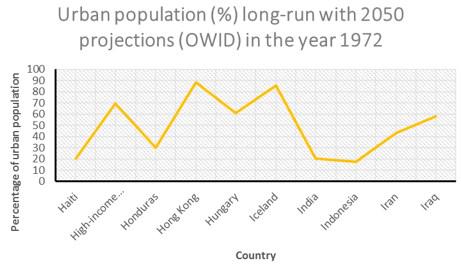 Urban population (%) long-run with 2050
projections (OWID) in the year 1972
Percentage of urban population
100
90
80
70
60
50
40
30
20
10
0
Haiti
High-income...
Honduras
Hong Kong
Hungary
Iceland
India
Indonesia
Iran
Iraq
Country